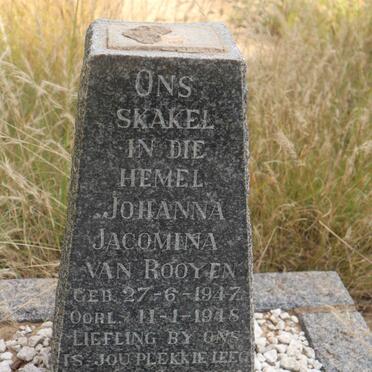 ONS
SKAKEL
IN DIE
HEMEL
JOHANNA
JACOMINA
VAN ROOYEN
GEB. 27-6-1947
OORL. 11-1-1948
LIEFLING BY ONS
IS JOU PLEKKIE LEEG